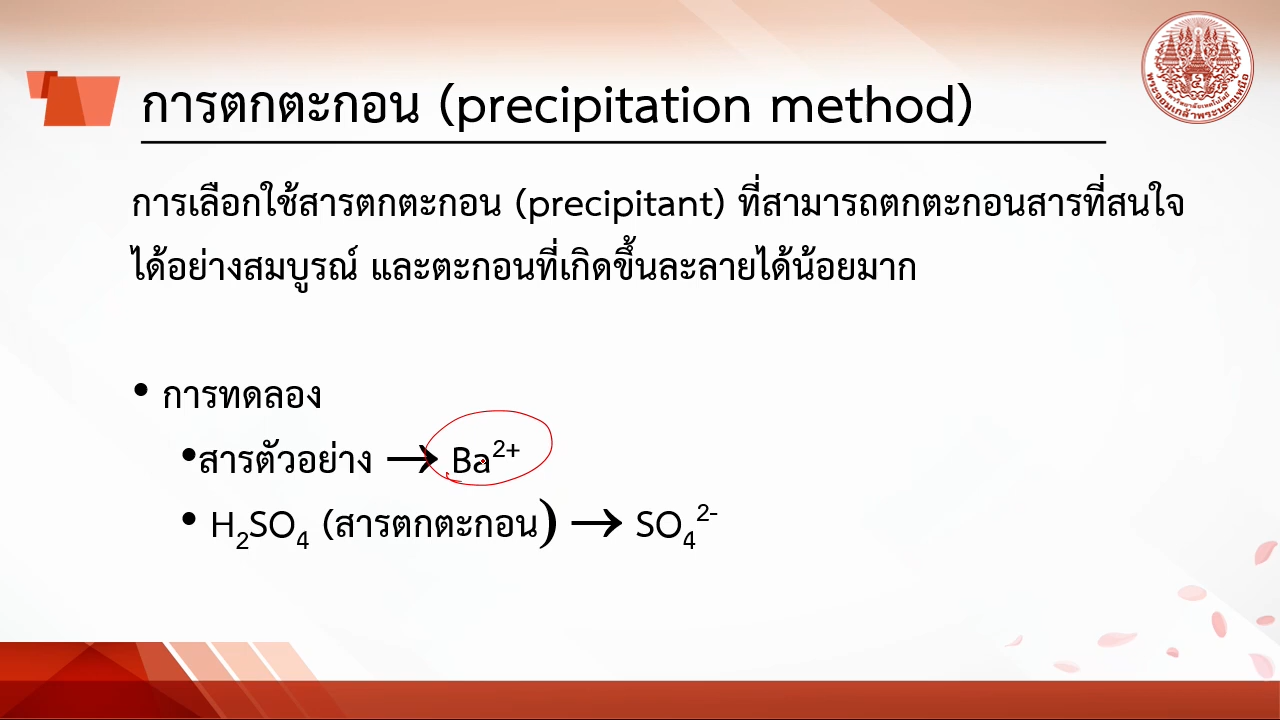 การตกตะกอน (precipitation method)
การเลือกใช้สารตกตะกอน (precipitant) ที่สามารถตกตะกอนสารที่สนใจ
ได้อย่างสมบูรณ์ และตะกอนที่เกิดขึ้นละลายได้น้อยมาก
• การทดลอง
•สารตัวอย่าง → Ba²⁺
• H₂SO₄ (สารตกตะกอน) → SO₄²⁻